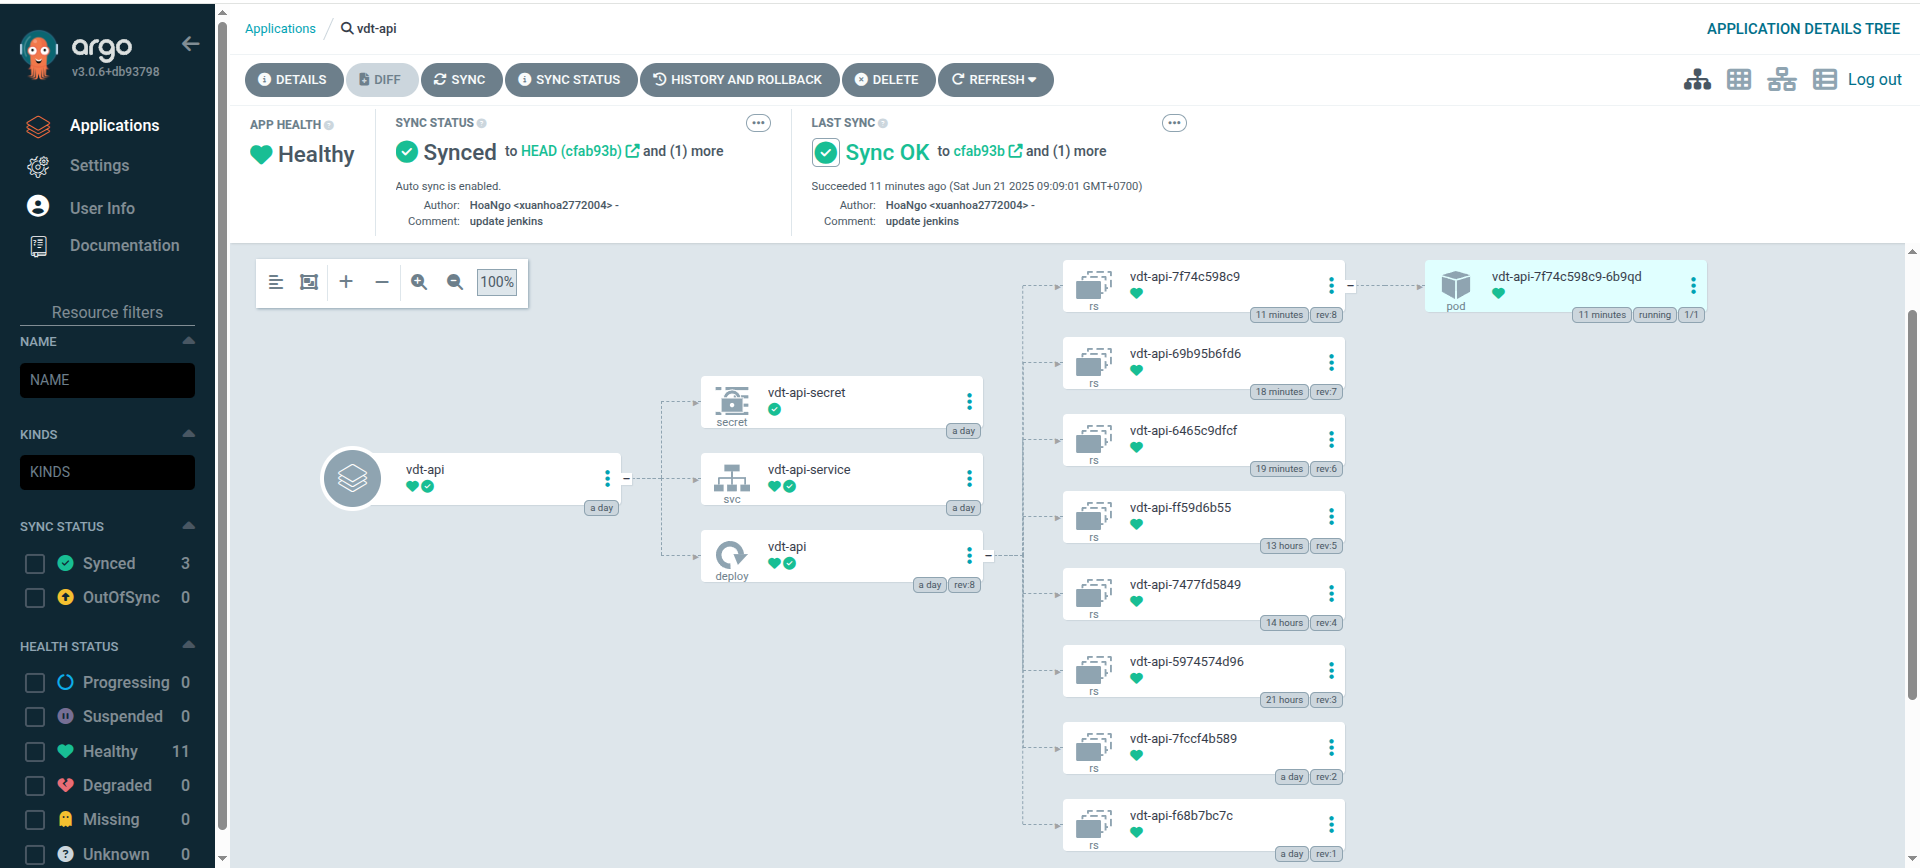 argo
v3.0.6+db93798
Applications
Settings
User Info
Documentation
Resource filters
NAME
NAME
KINDS
KINDS
SYNC STATUS
Synced 3
OutOfSync 0
HEALTH STATUS
Progressing 0
Suspended 0
Healthy 11
Degraded 0
Missing 0
Unknown 0
Applications / vdt-api
APPLICATION DETAILS TREE
DETAILS DIFF SYNC SYNC STATUS HISTORY AND ROLLBACK DELETE REFRESH
Log out
APP HEALTH
Healthy
SYNC STATUS
Synced to HEAD (cfab93b) and (1) more
Auto sync is enabled.
Author: HoaNgo <xuanhoa2772004> -
Comment: update jenkins
LAST SYNC
Sync OK to cfab93b and (1) more
Succeeded 11 minutes ago (Sat Jun 21 2025 09:09:01 GMT+0700)
Author: HoaNgo <xuanhoa2772004> -
Comment: update jenkins
100%
vdt-api
a day
vdt-api-secret
secret
a day
vdt-api-service
svc
a day
vdt-api
deploy
a day rev:8
vdt-api-7f74c598c9
rs
11 minutes rev:8
vdt-api-69b95b6fd6
rs
18 minutes rev:7
vdt-api-6465c9dfcf
rs
19 minutes rev:6
vdt-api-ff59d6b55
rs
13 hours rev:5
vdt-api-7477fd5849
rs
14 hours rev:4
vdt-api-5974574d96
rs
21 hours rev:3
vdt-api-7fccf4b589
rs
a day rev:2
vdt-api-f68b7bc7c
rs
a day rev:1
vdt-api-7f74c598c9-6b9qd
pod
11 minutes running 1/1